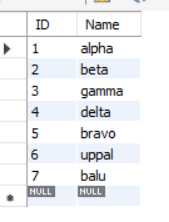 ID Name
1 alpha
2 beta
3 gamma
4 delta
5 bravo
6 uppal
7 balu
NULL NULL